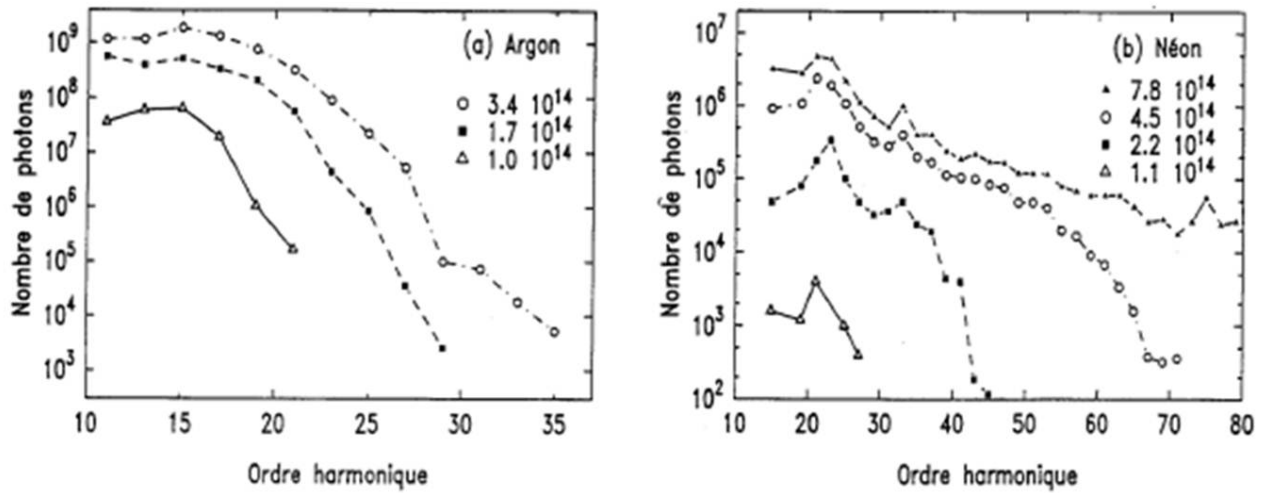 (a) Argon
3.4 10¹⁴
1.7 10¹⁴
1.0 10¹⁴
Nombre de photons
10⁹
10⁸
10⁷
10⁶
10⁵
10⁴
10³
10 15 20 25 30 35
Ordre harmonique
(b) Néon
7.8 10¹⁴
4.5 10¹⁴
2.2 10¹⁴
1.1 10¹⁴
Nombre de photons
10⁷
10⁶
10⁵
10⁴
10³
10²
10 20 30 40 50 60 70 80
Ordre harmonique